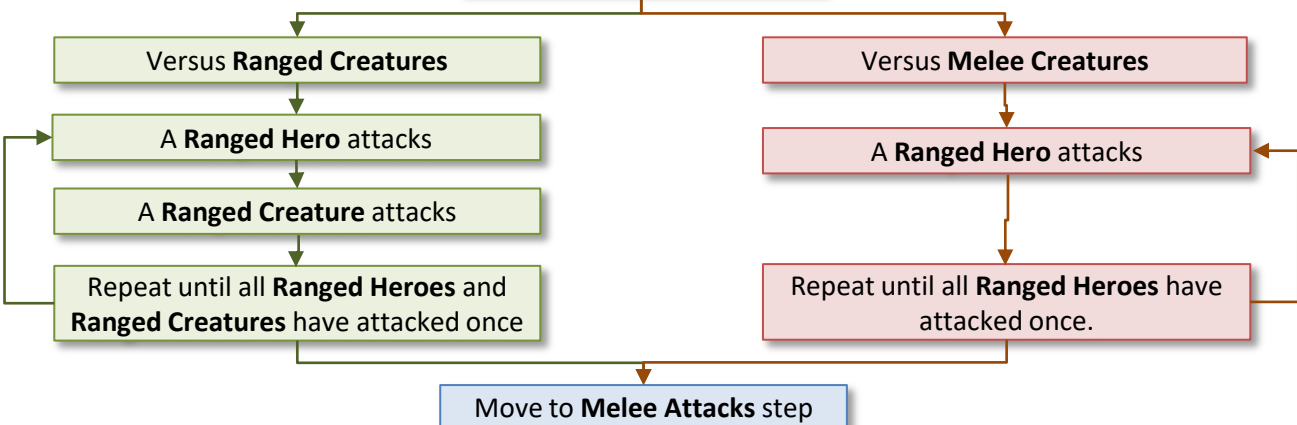 Versus Ranged Creatures
A Ranged Hero attacks
A Ranged Creature attacks
Repeat until all Ranged Heroes and
Ranged Creatures have attacked once
Versus Melee Creatures
A Ranged Hero attacks
Repeat until all Ranged Heroes have
attacked once.
Move to Melee Attacks step